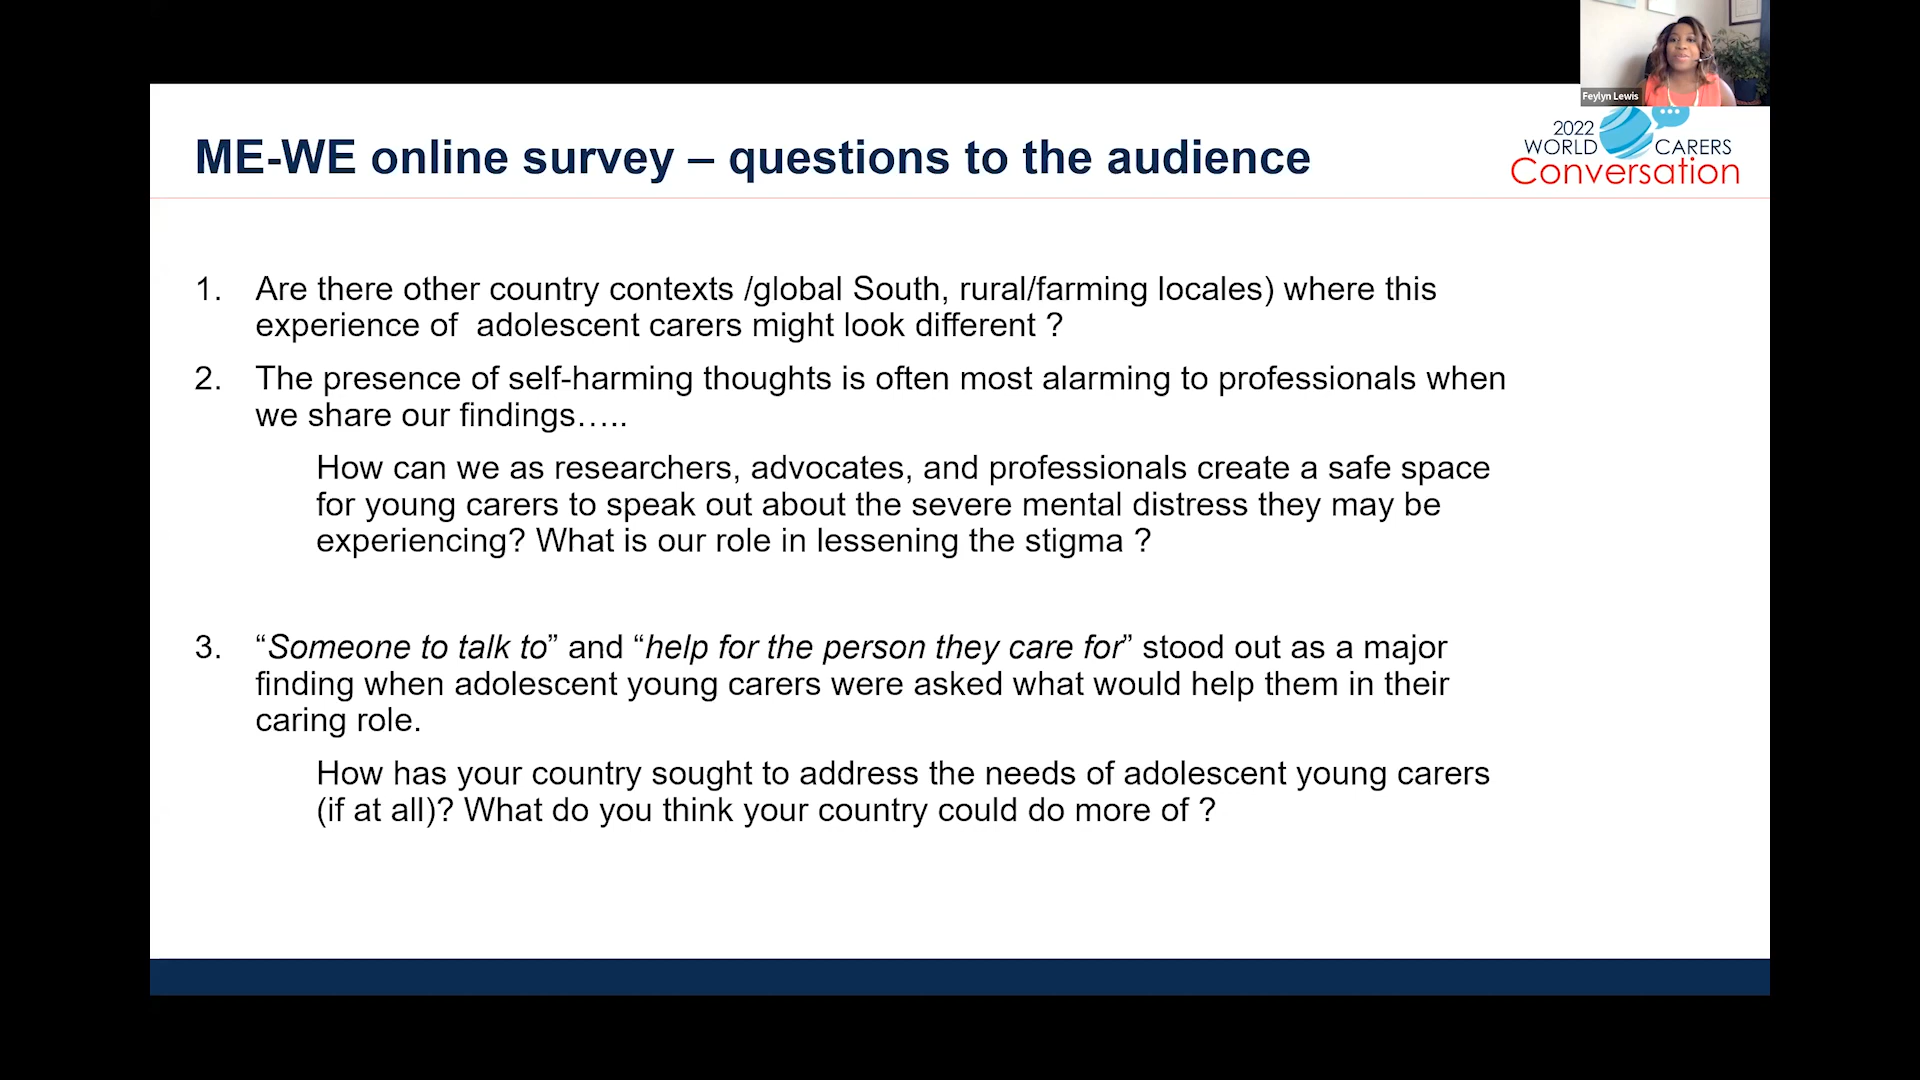 Feylyn Lewis
ME-WE online survey – questions to the audience
2022
WORLD CARERS
Conversation
1. Are there other country contexts /global South, rural/farming locales) where this
experience of  adolescent carers might look different ?
2. The presence of self-harming thoughts is often most alarming to professionals when
we share our findings…..
How can we as researchers, advocates, and professionals create a safe space
for young carers to speak out about the severe mental distress they may be
experiencing? What is our role in lessening the stigma ?
3. “Someone to talk to” and “help for the person they care for” stood out as a major
finding when adolescent young carers were asked what would help them in their
caring role.
How has your country sought to address the needs of adolescent young carers
(if at all)? What do you think your country could do more of ?